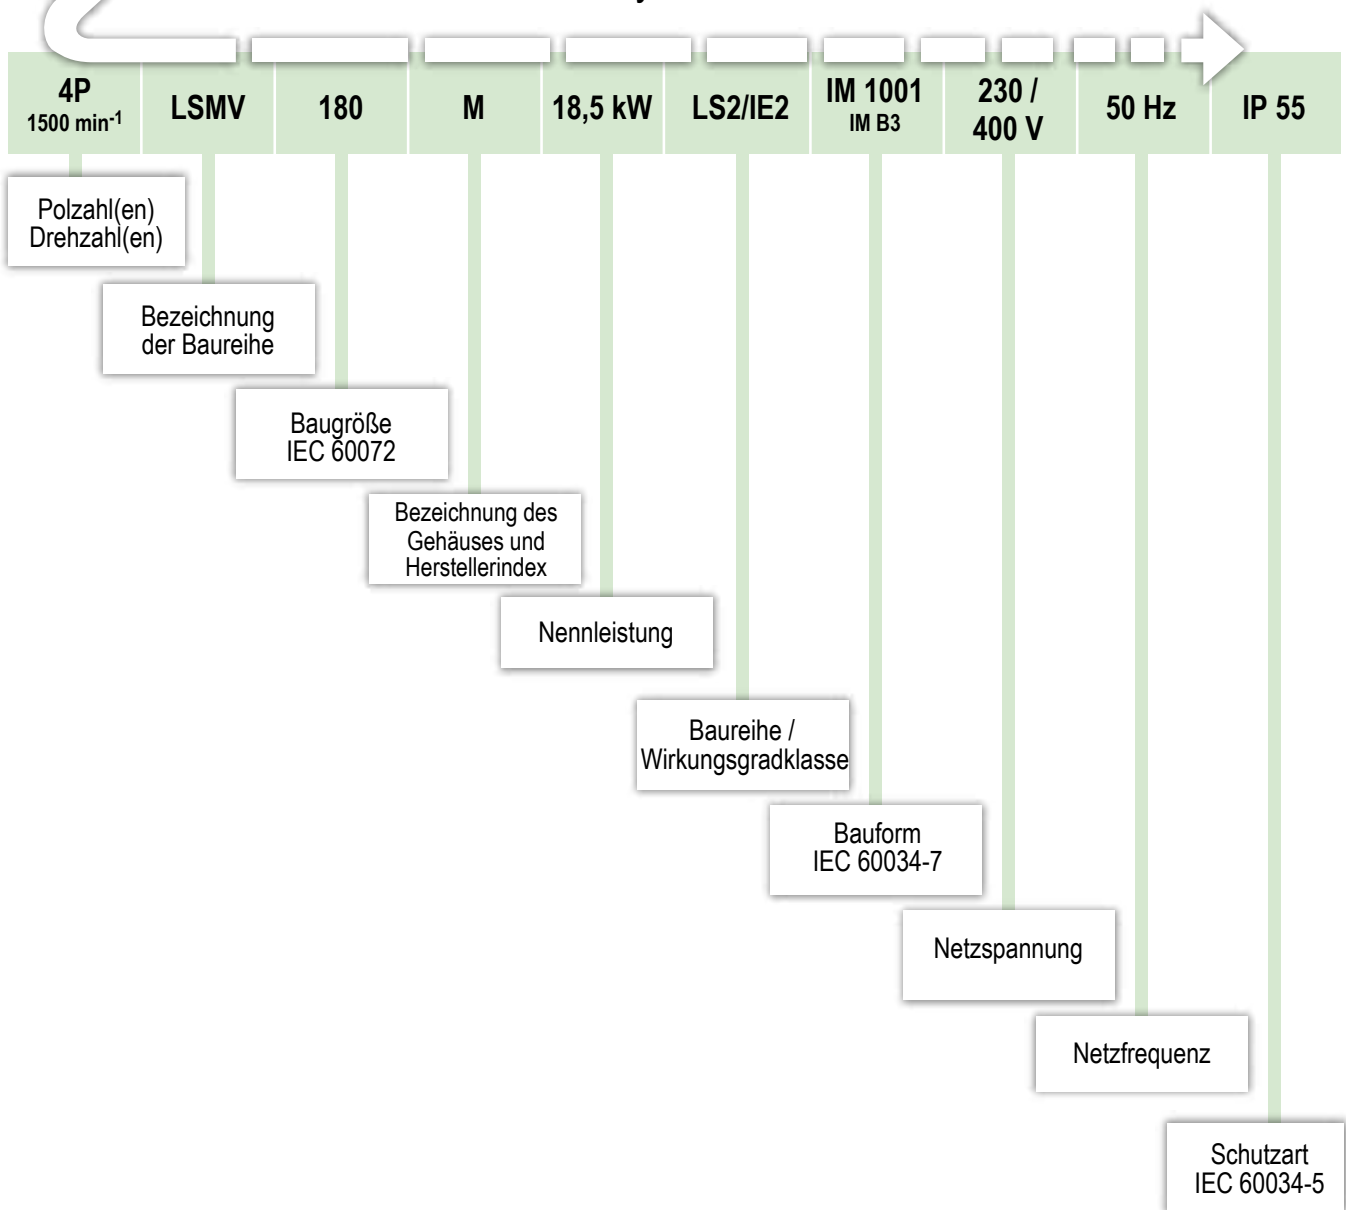 4P
1500 min-1
LSMV
180
M
18,5 kW
LS2/IE2
IM 1001
IM B3
230 /
400 V
50 Hz
IP 55
Polzahl(en)
Drehzahl(en)
Bezeichnung
der Baureihe
Baugröße
IEC 60072
Bezeichnung des
Gehäuses und
Herstellerindex
Nennleistung
Baureihe /
Wirkungsgradklasse
Bauform
IEC 60034-7
Netzspannung
Netzfrequenz
Schutzart
IEC 60034-5